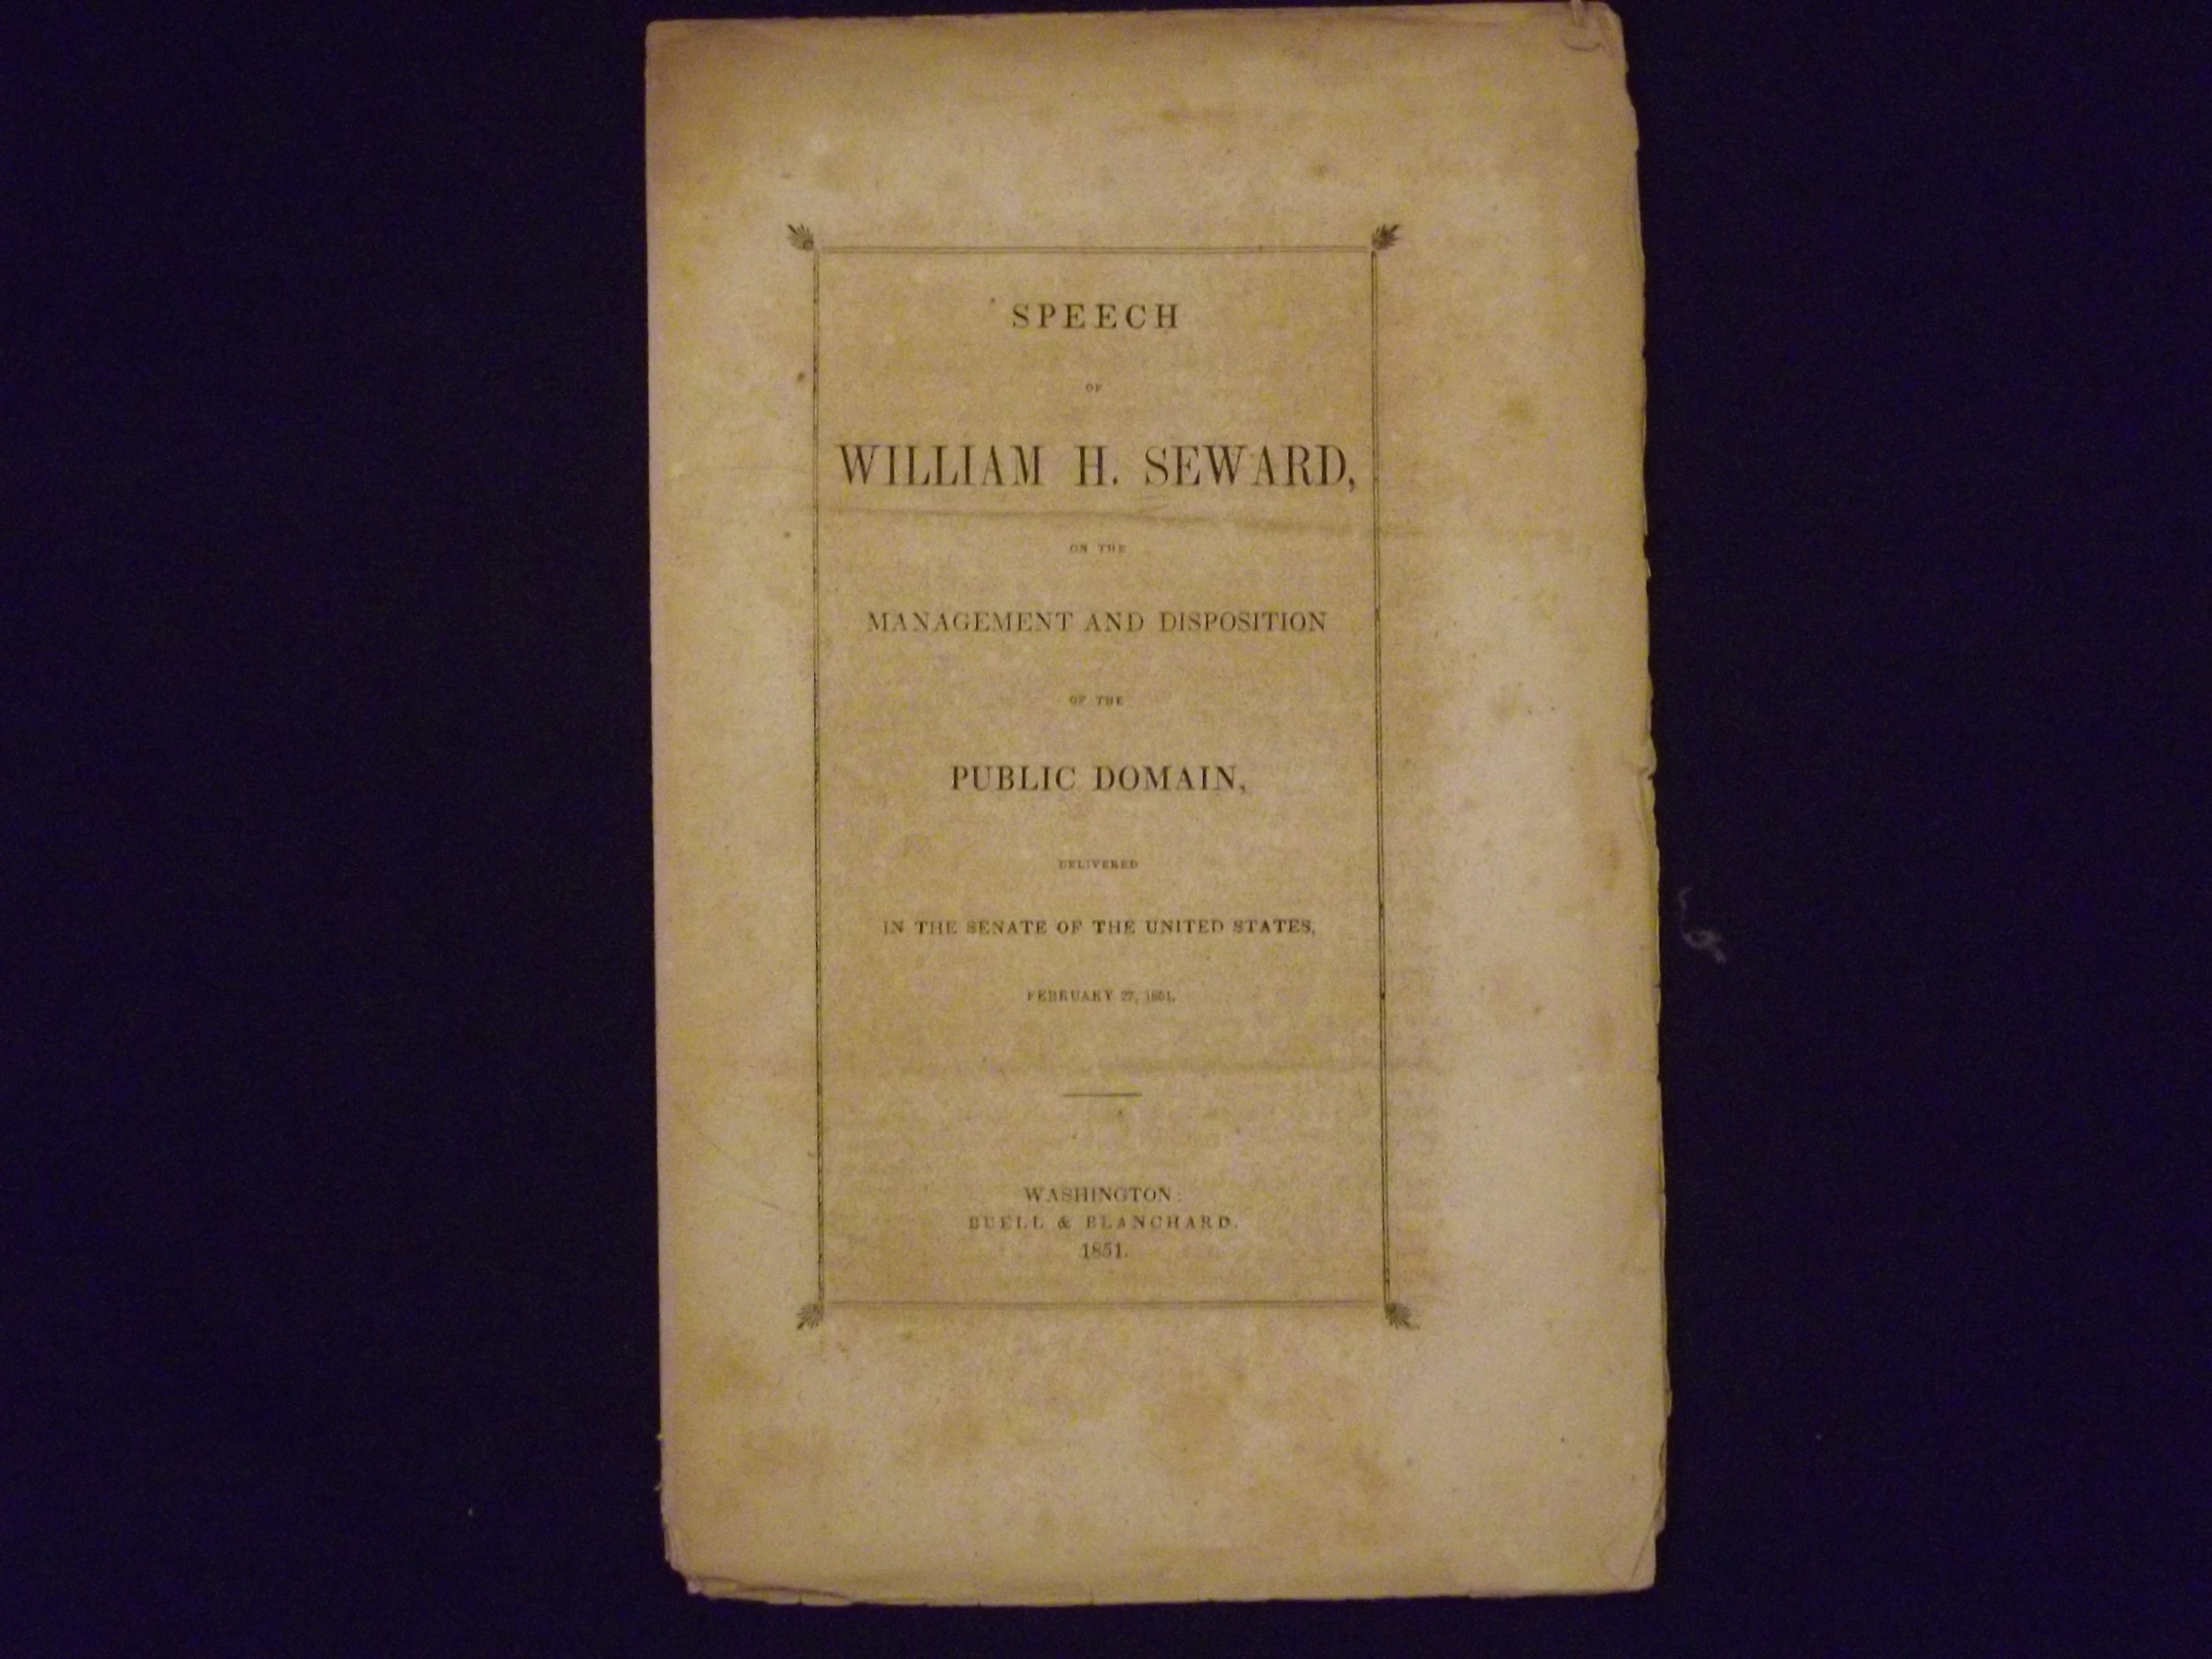 SPEECH
OF
WILLIAM H. SEWARD,
ON THE
MANAGEMENT AND DISPOSITION
OF THE
PUBLIC DOMAIN,
DELIVERED
IN THE SENATE OF THE UNITED STATES,
FEBRUARY 27, 1851.
WASHINGTON:
BUELL & BLANCHARD.
1851.